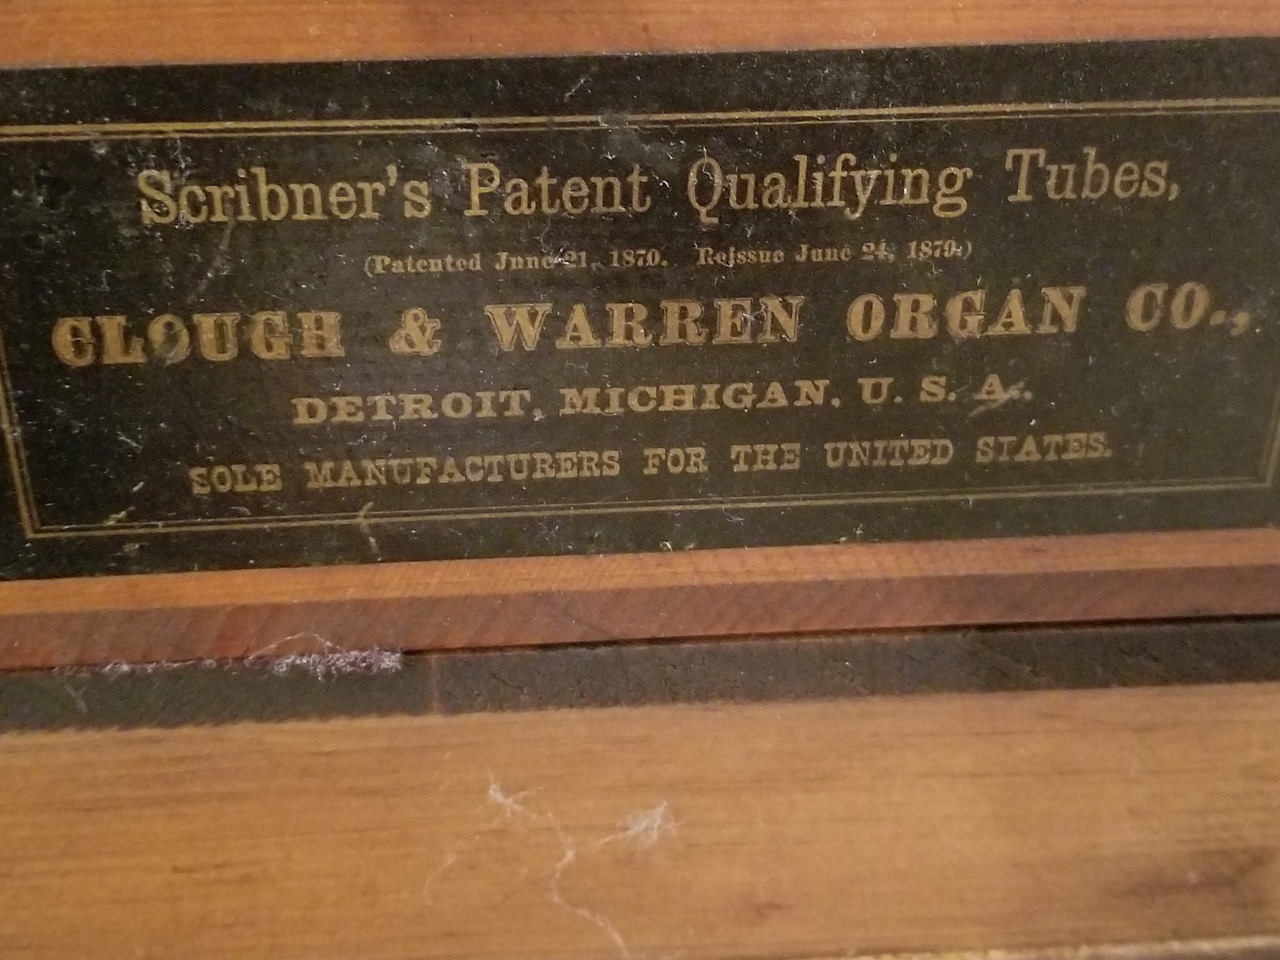 Scribner's Patent Qualifying Tubes,
(Patented June 21, 1870. Reissue June 24, 1879.)
CLOUGH & WARREN ORGAN CO.,
DETROIT, MICHIGAN, U. S. A.
SOLE MANUFACTURERS FOR THE UNITED STATES.